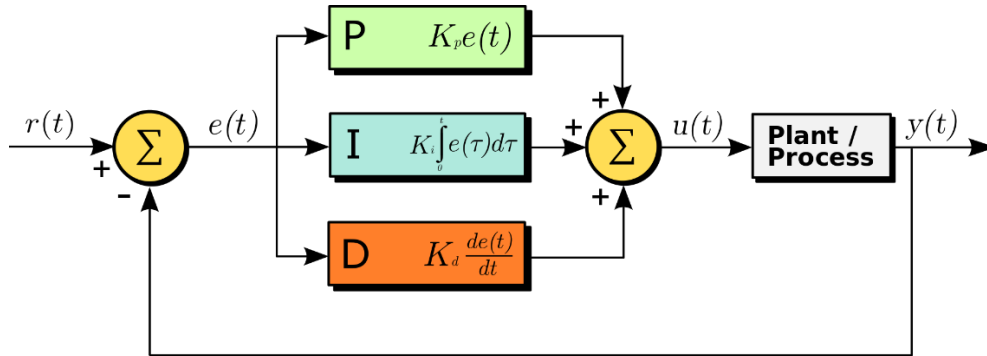 P K_p e(t)
r(t)
+
−
Σ
e(t)
I K_i ∫_0^t e(τ)dτ
D K_d de(t)/dt
+
+
+
Σ
u(t)
Plant /
Process
y(t)